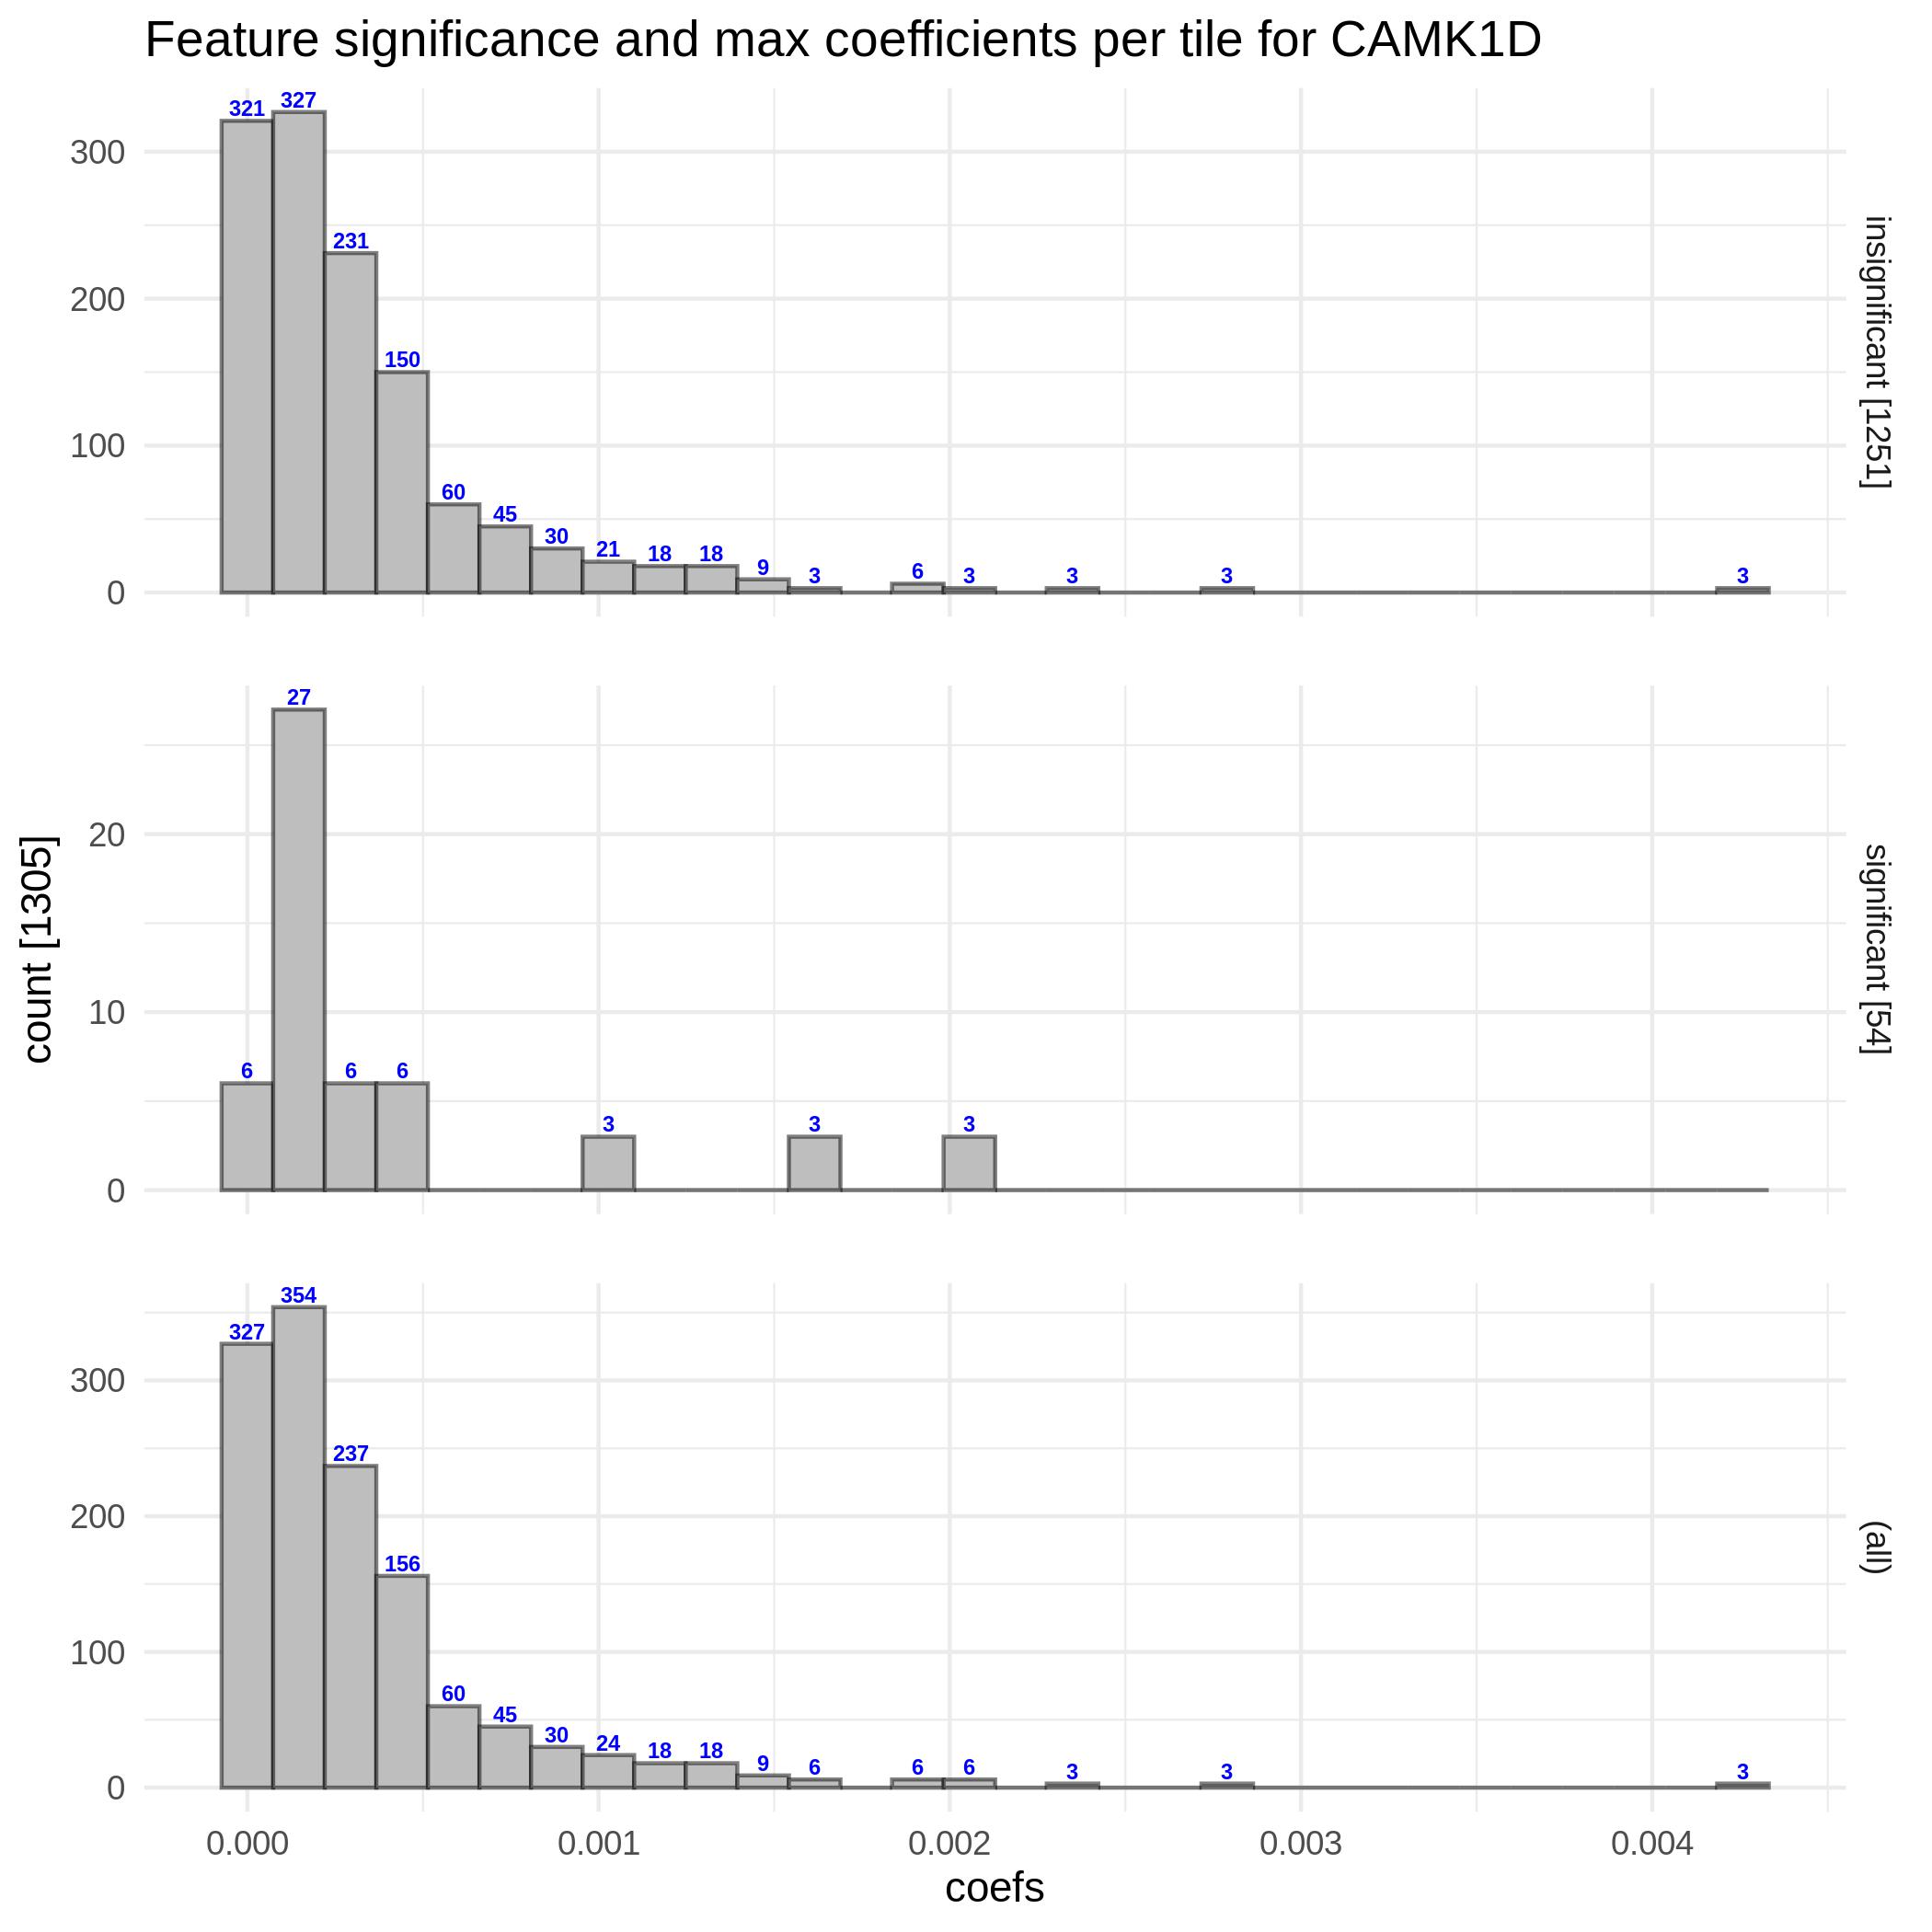 Feature significance and max coefficients per tile for CAMK1D
count [1305]
321 327 231 150 60 45 30 21 18 18 9 3 6 3 3 3 3
300
200
100
0
insignificant [1251]
6 27 6 6 3 3 3
20
10
0
significant [54]
327 354 237 156 60 45 30 24 18 18 9 6 6 6 3 3 3
300
200
100
0
(all)
0.000 0.001 0.002 0.003 0.004
coefs